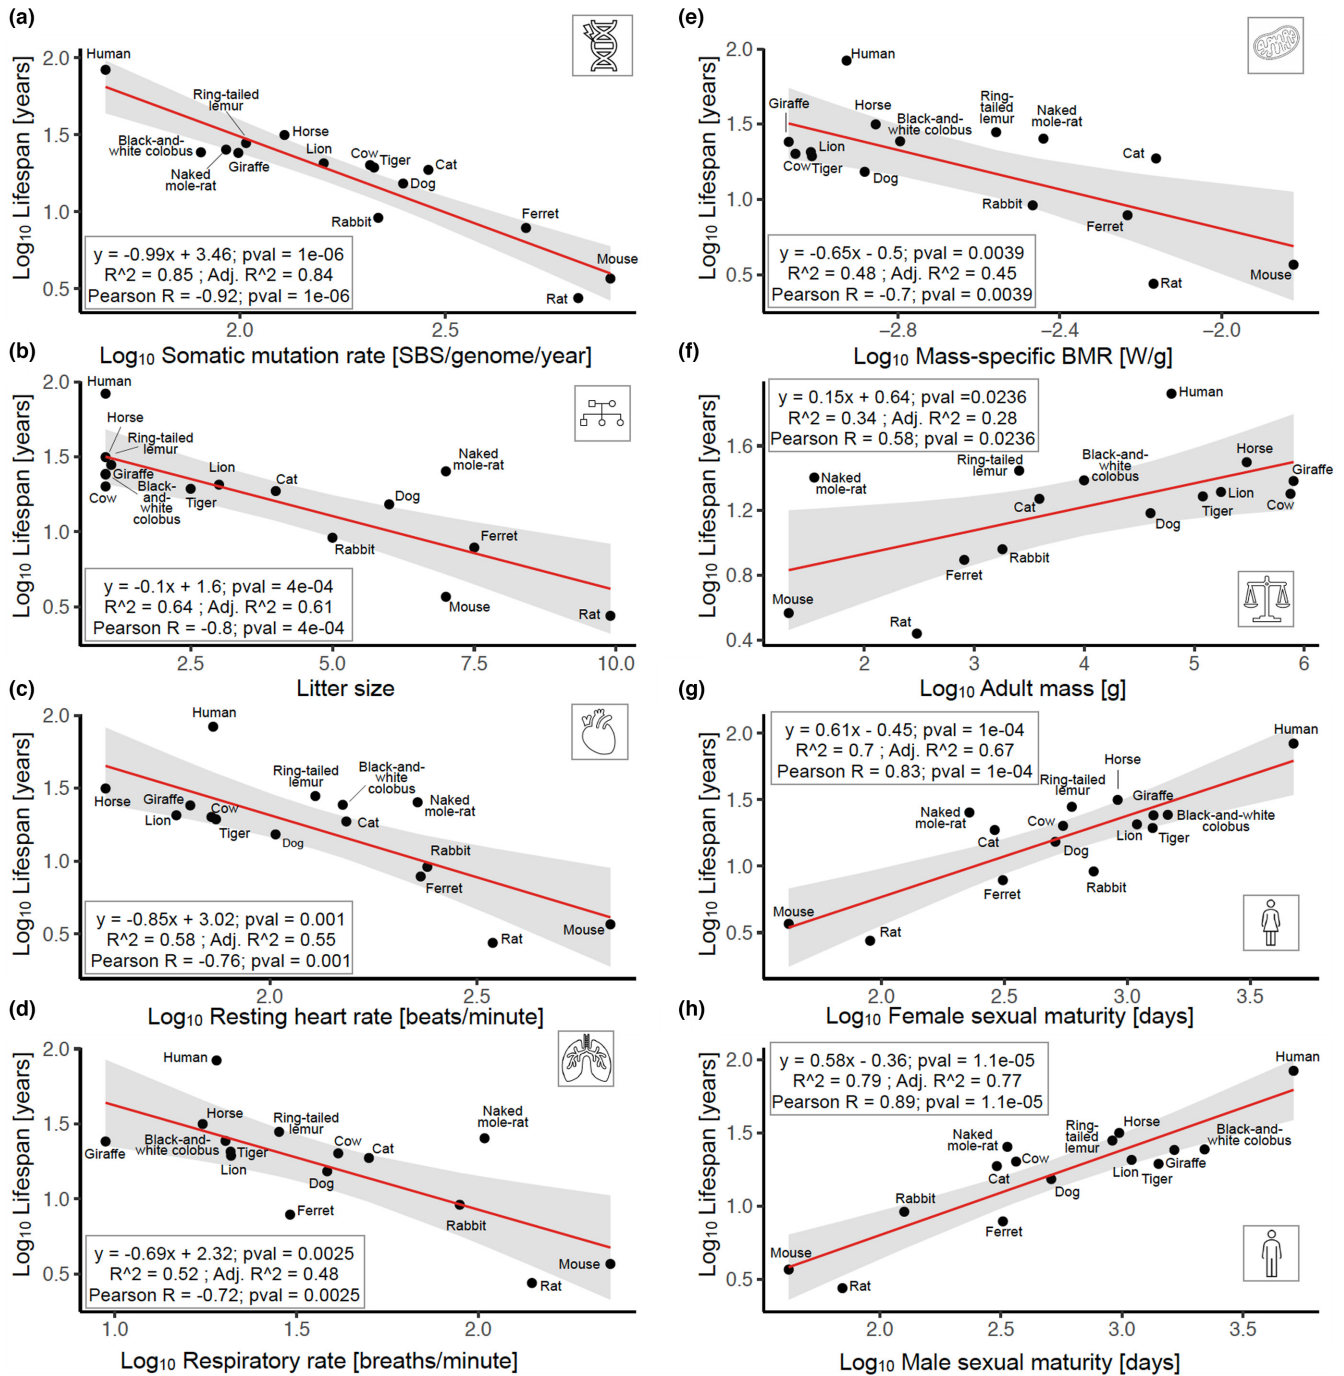 (a)
Log₁₀ Lifespan [years]
2.0
1.5
1.0
0.5
Human
Ring-tailed
lemur
Black-and-
white colobus
Naked
mole-rat
Giraffe
Horse
Lion
Cow
Tiger
Cat
Dog
Rabbit
Ferret
Mouse
Rat
y = -0.99x + 3.46; pval = 1e-06
R^2 = 0.85 ; Adj. R^2 = 0.84
Pearson R = -0.92; pval = 1e-06
2.0
2.5
Log₁₀ Somatic mutation rate [SBS/genome/year]
(b)
Log₁₀ Lifespan [years]
2.0
1.5
1.0
0.5
Human
Horse
Ring-tailed
lemur
Giraffe
Black-
and-
white
colobus
Cow
Tiger
Lion
Cat
Rabbit
Dog
Naked
mole-rat
Ferret
Mouse
Rat
y = -0.1x + 1.6; pval = 4e-04
R^2 = 0.64 ; Adj. R^2 = 0.61
Pearson R = -0.8; pval = 4e-04
2.5
5.0
7.5
10.0
Litter size
(c)
Log₁₀ Lifespan [years]
2.0
1.5
1.0
0.5
Human
Horse
Giraffe
Lion
Cow
Tiger
Dog
Ring-tailed
lemur
Black-and-
white
colobus
Cat
Naked
mole-rat
Rabbit
Ferret
Mouse
Rat
y = -0.85x + 3.02; pval = 0.001
R^2 = 0.58 ; Adj. R^2 = 0.55
Pearson R = -0.76; pval = 0.001
2.0
2.5
Log₁₀ Resting heart rate [beats/minute]
(d)
Log₁₀ Lifespan [years]
2.0
1.5
1.0
0.5
Human
Giraffe
Horse
Black-and-
white colobus
Tiger
Lion
Ring-tailed
lemur
Cow
Cat
Dog
Ferret
Naked
mole-rat
Rabbit
Mouse
Rat
y = -0.69x + 2.32; pval = 0.0025
R^2 = 0.52 ; Adj. R^2 = 0.48
Pearson R = -0.72; pval = 0.0025
1.0
1.5
2.0
Log₁₀ Respiratory rate [breaths/minute]
(e)
Log₁₀ Lifespan [years]
2.0
1.5
1.0
0.5
Human
Giraffe
Horse
Black-and-
white colobus
Ring-
tailed
lemur
Naked
mole-rat
Lion
Cow
Tiger
Dog
Cat
Rabbit
Ferret
Mouse
Rat
y = -0.65x - 0.5; pval = 0.0039
R^2 = 0.48 ; Adj. R^2 = 0.45
Pearson R = -0.7; pval = 0.0039
−2.8
−2.4
−2.0
Log₁₀ Mass-specific BMR [W/g]
(f)
Log₁₀ Lifespan [years]
1.6
1.2
0.8
0.4
y = 0.15x + 0.64; pval =0.0236
R^2 = 0.34 ; Adj. R^2 = 0.28
Pearson R = 0.58; pval = 0.0236
Human
Naked
mole-rat
Ring-tailed
lemur
Black-and-
white
colobus
Cat
Horse
Giraffe
Lion
Tiger
Cow
Dog
Rabbit
Ferret
Mouse
Rat
2
3
4
5
6
Log₁₀ Adult mass [g]
(g)
Log₁₀ Lifespan [years]
2.0
1.5
1.0
0.5
y = 0.61x - 0.45; pval = 1e-04
R^2 = 0.7 ; Adj. R^2 = 0.67
Pearson R = 0.83; pval = 1e-04
Human
Horse
Ring-tailed
lemur
Giraffe
Naked
mole-rat
Cow
Cat
Black-and-white
colobus
Lion
Tiger
Dog
Ferret
Rabbit
Mouse
Rat
2.0
2.5
3.0
3.5
Log₁₀ Female sexual maturity [days]
(h)
Log₁₀ Lifespan [years]
2.0
1.5
1.0
0.5
y = 0.58x - 0.36; pval = 1.1e-05
R^2 = 0.79 ; Adj. R^2 = 0.77
Pearson R = 0.89; pval = 1.1e-05
Human
Horse
Ring-
tailed
lemur
Black-and-
white colobus
Naked
mole-rat
Cow
Cat
Lion
Tiger
Giraffe
Dog
Rabbit
Ferret
Mouse
Rat
2.0
2.5
3.0
3.5
Log₁₀ Male sexual maturity [days]